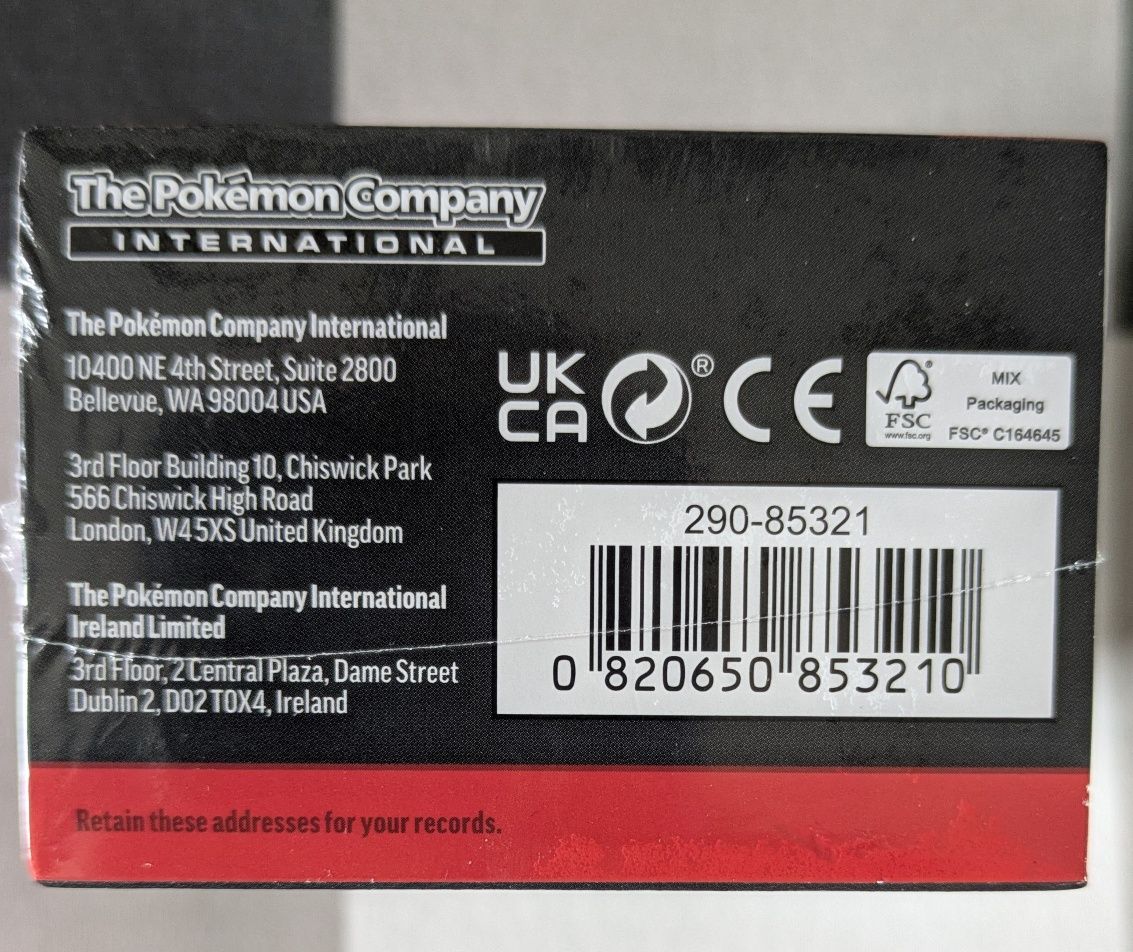 The Pokémon Company
INTERNATIONAL
The Pokémon Company International
10400 NE 4th Street, Suite 2800
Bellevue, WA 98004 USA
3rd Floor Building 10, Chiswick Park
566 Chiswick High Road
London, W4 5XS United Kingdom
The Pokémon Company International
Ireland Limited
3rd Floor, 2 Central Plaza, Dame Street
Dublin 2, D02 T0X4, Ireland
UK
CA
®
CE
FSC®
www.fsc.org
MIX
Packaging
FSC® C164645
290-85321
0 820650 853210
Retain these addresses for your records.